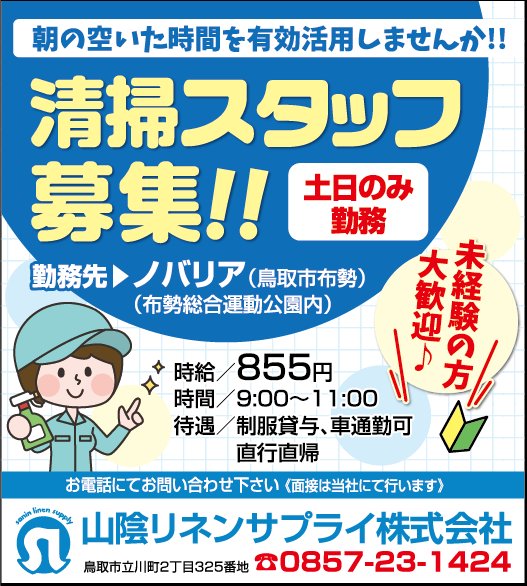 朝の空いた時間を有効活用しませんか!!
清掃スタッフ
募集!!
土日のみ
勤務
勤務先▶ノバリア(鳥取市布勢)
(布勢総合運動公園内)
未経験の方
大歓迎♪
時給／855円
時間／9:00〜11:00
待遇／制服貸与、車通勤可
直行直帰
お電話にてお問い合わせ下さい《面接は当社にて行います》
sanin linen supply
山陰リネンサプライ株式会社
鳥取市立川町2丁目325番地 ☎0857-23-1424